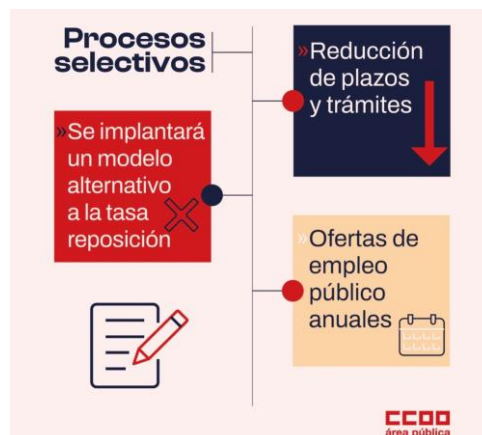 Procesos
selectivos
»Reducción
de plazos
y trámites
»Se implantará
un modelo
alternativo
a la tasa
reposición
»Ofertas de
empleo
público
anuales
CCOO
área pública